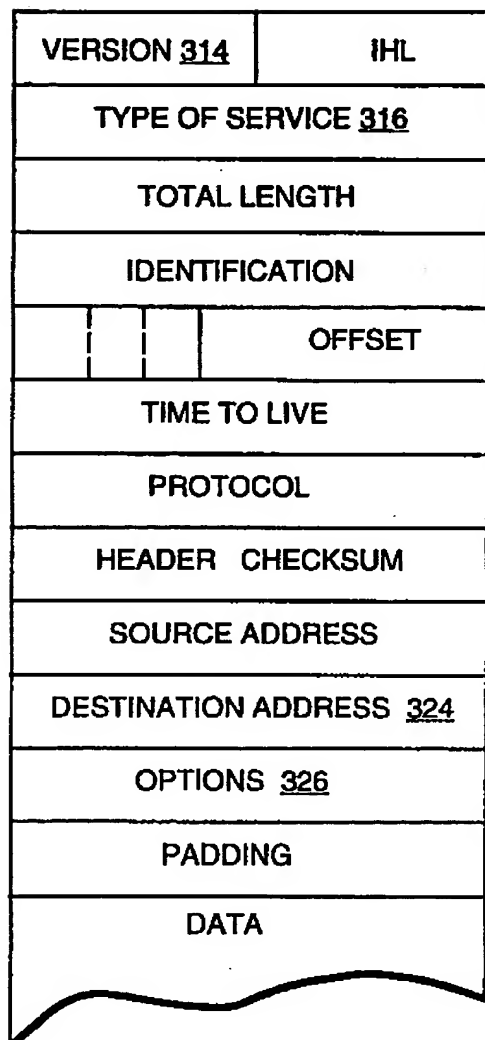 VERSION 314 IHL
TYPE OF SERVICE 316
TOTAL LENGTH
IDENTIFICATION
OFFSET
TIME TO LIVE
PROTOCOL
HEADER CHECKSUM
SOURCE ADDRESS
DESTINATION ADDRESS 324
OPTIONS 326
PADDING
DATA